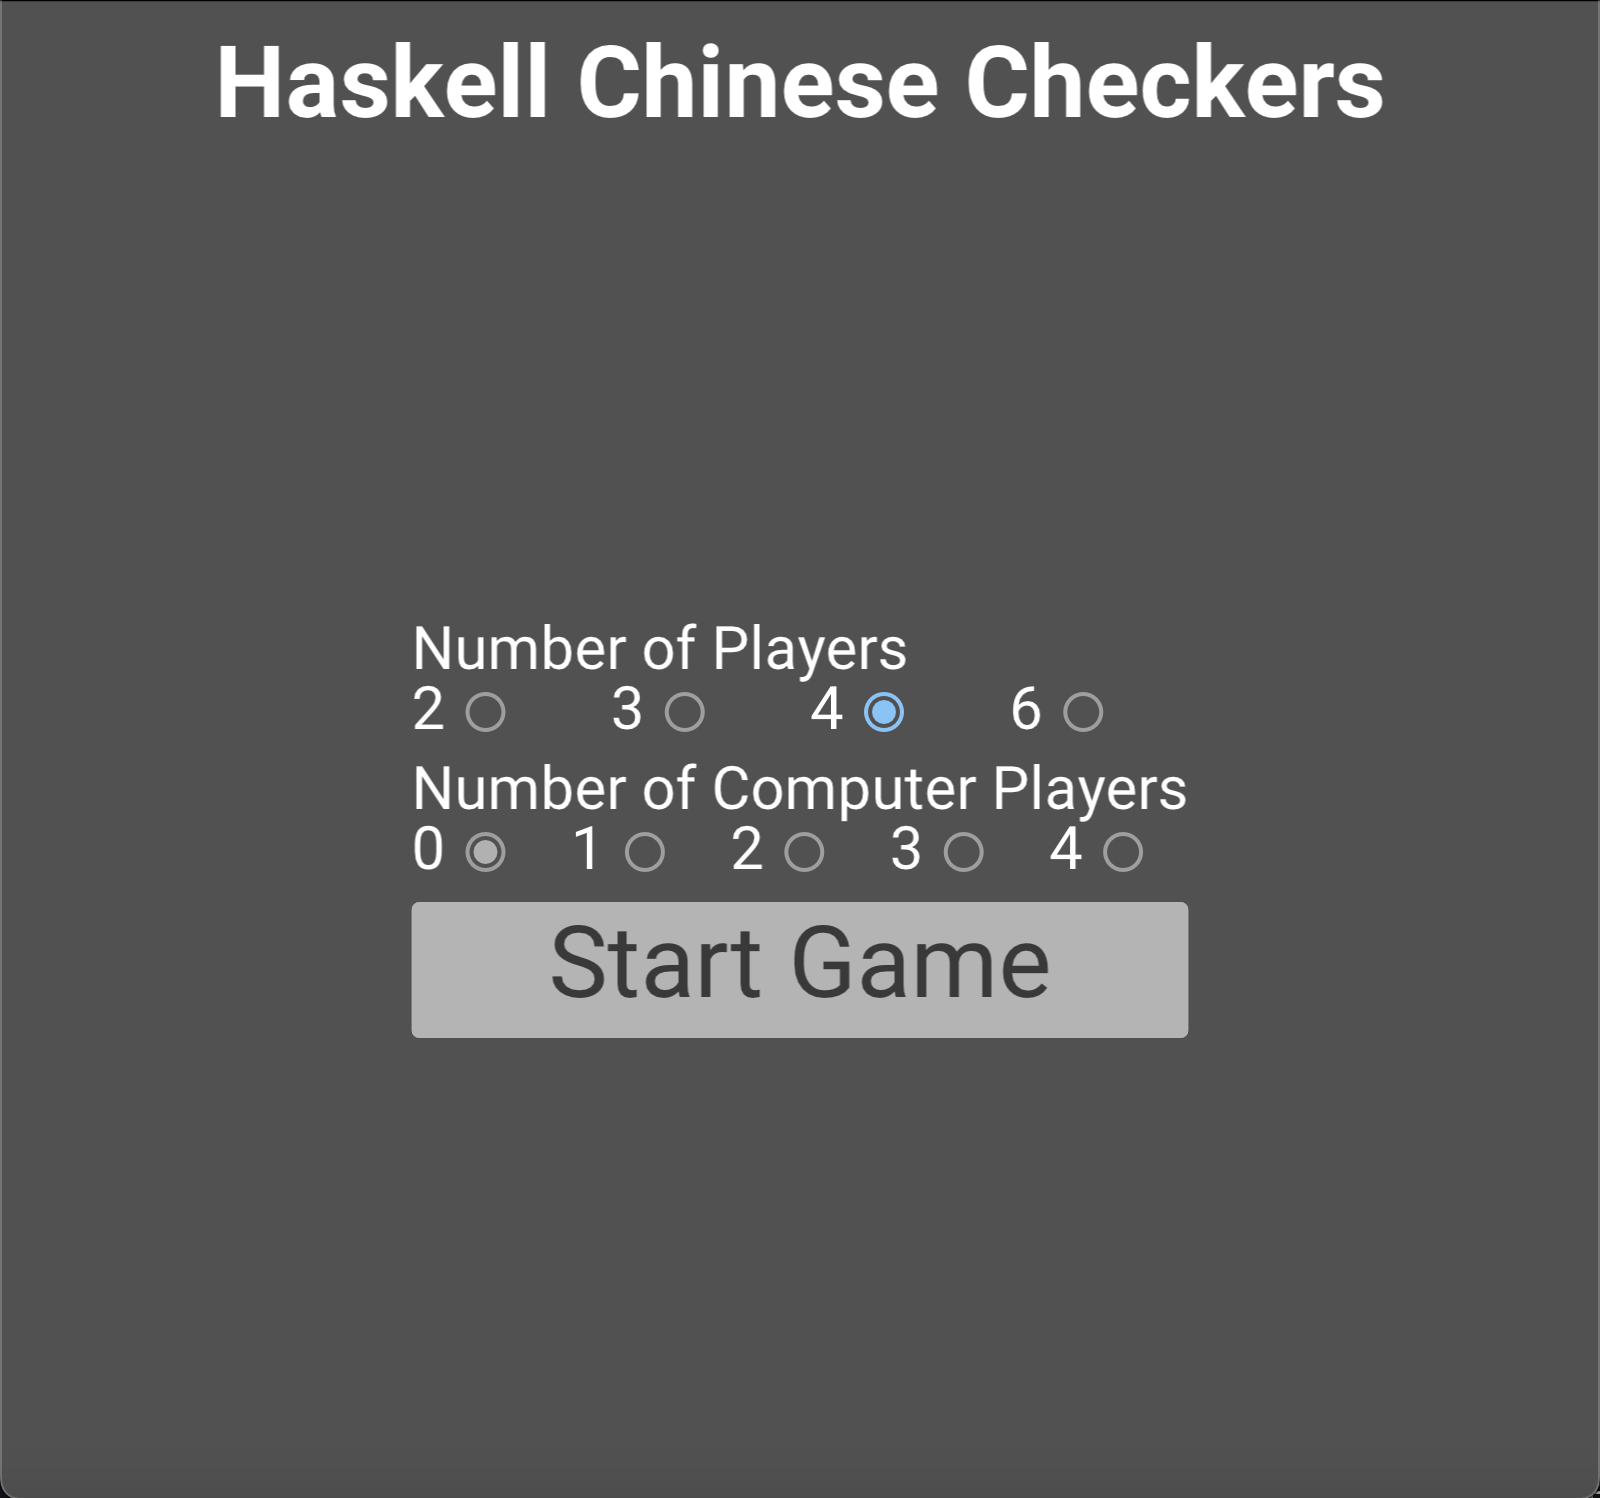 Haskell Chinese Checkers
Number of Players
2 3 4 6
Number of Computer Players
0 1 2 3 4
Start Game